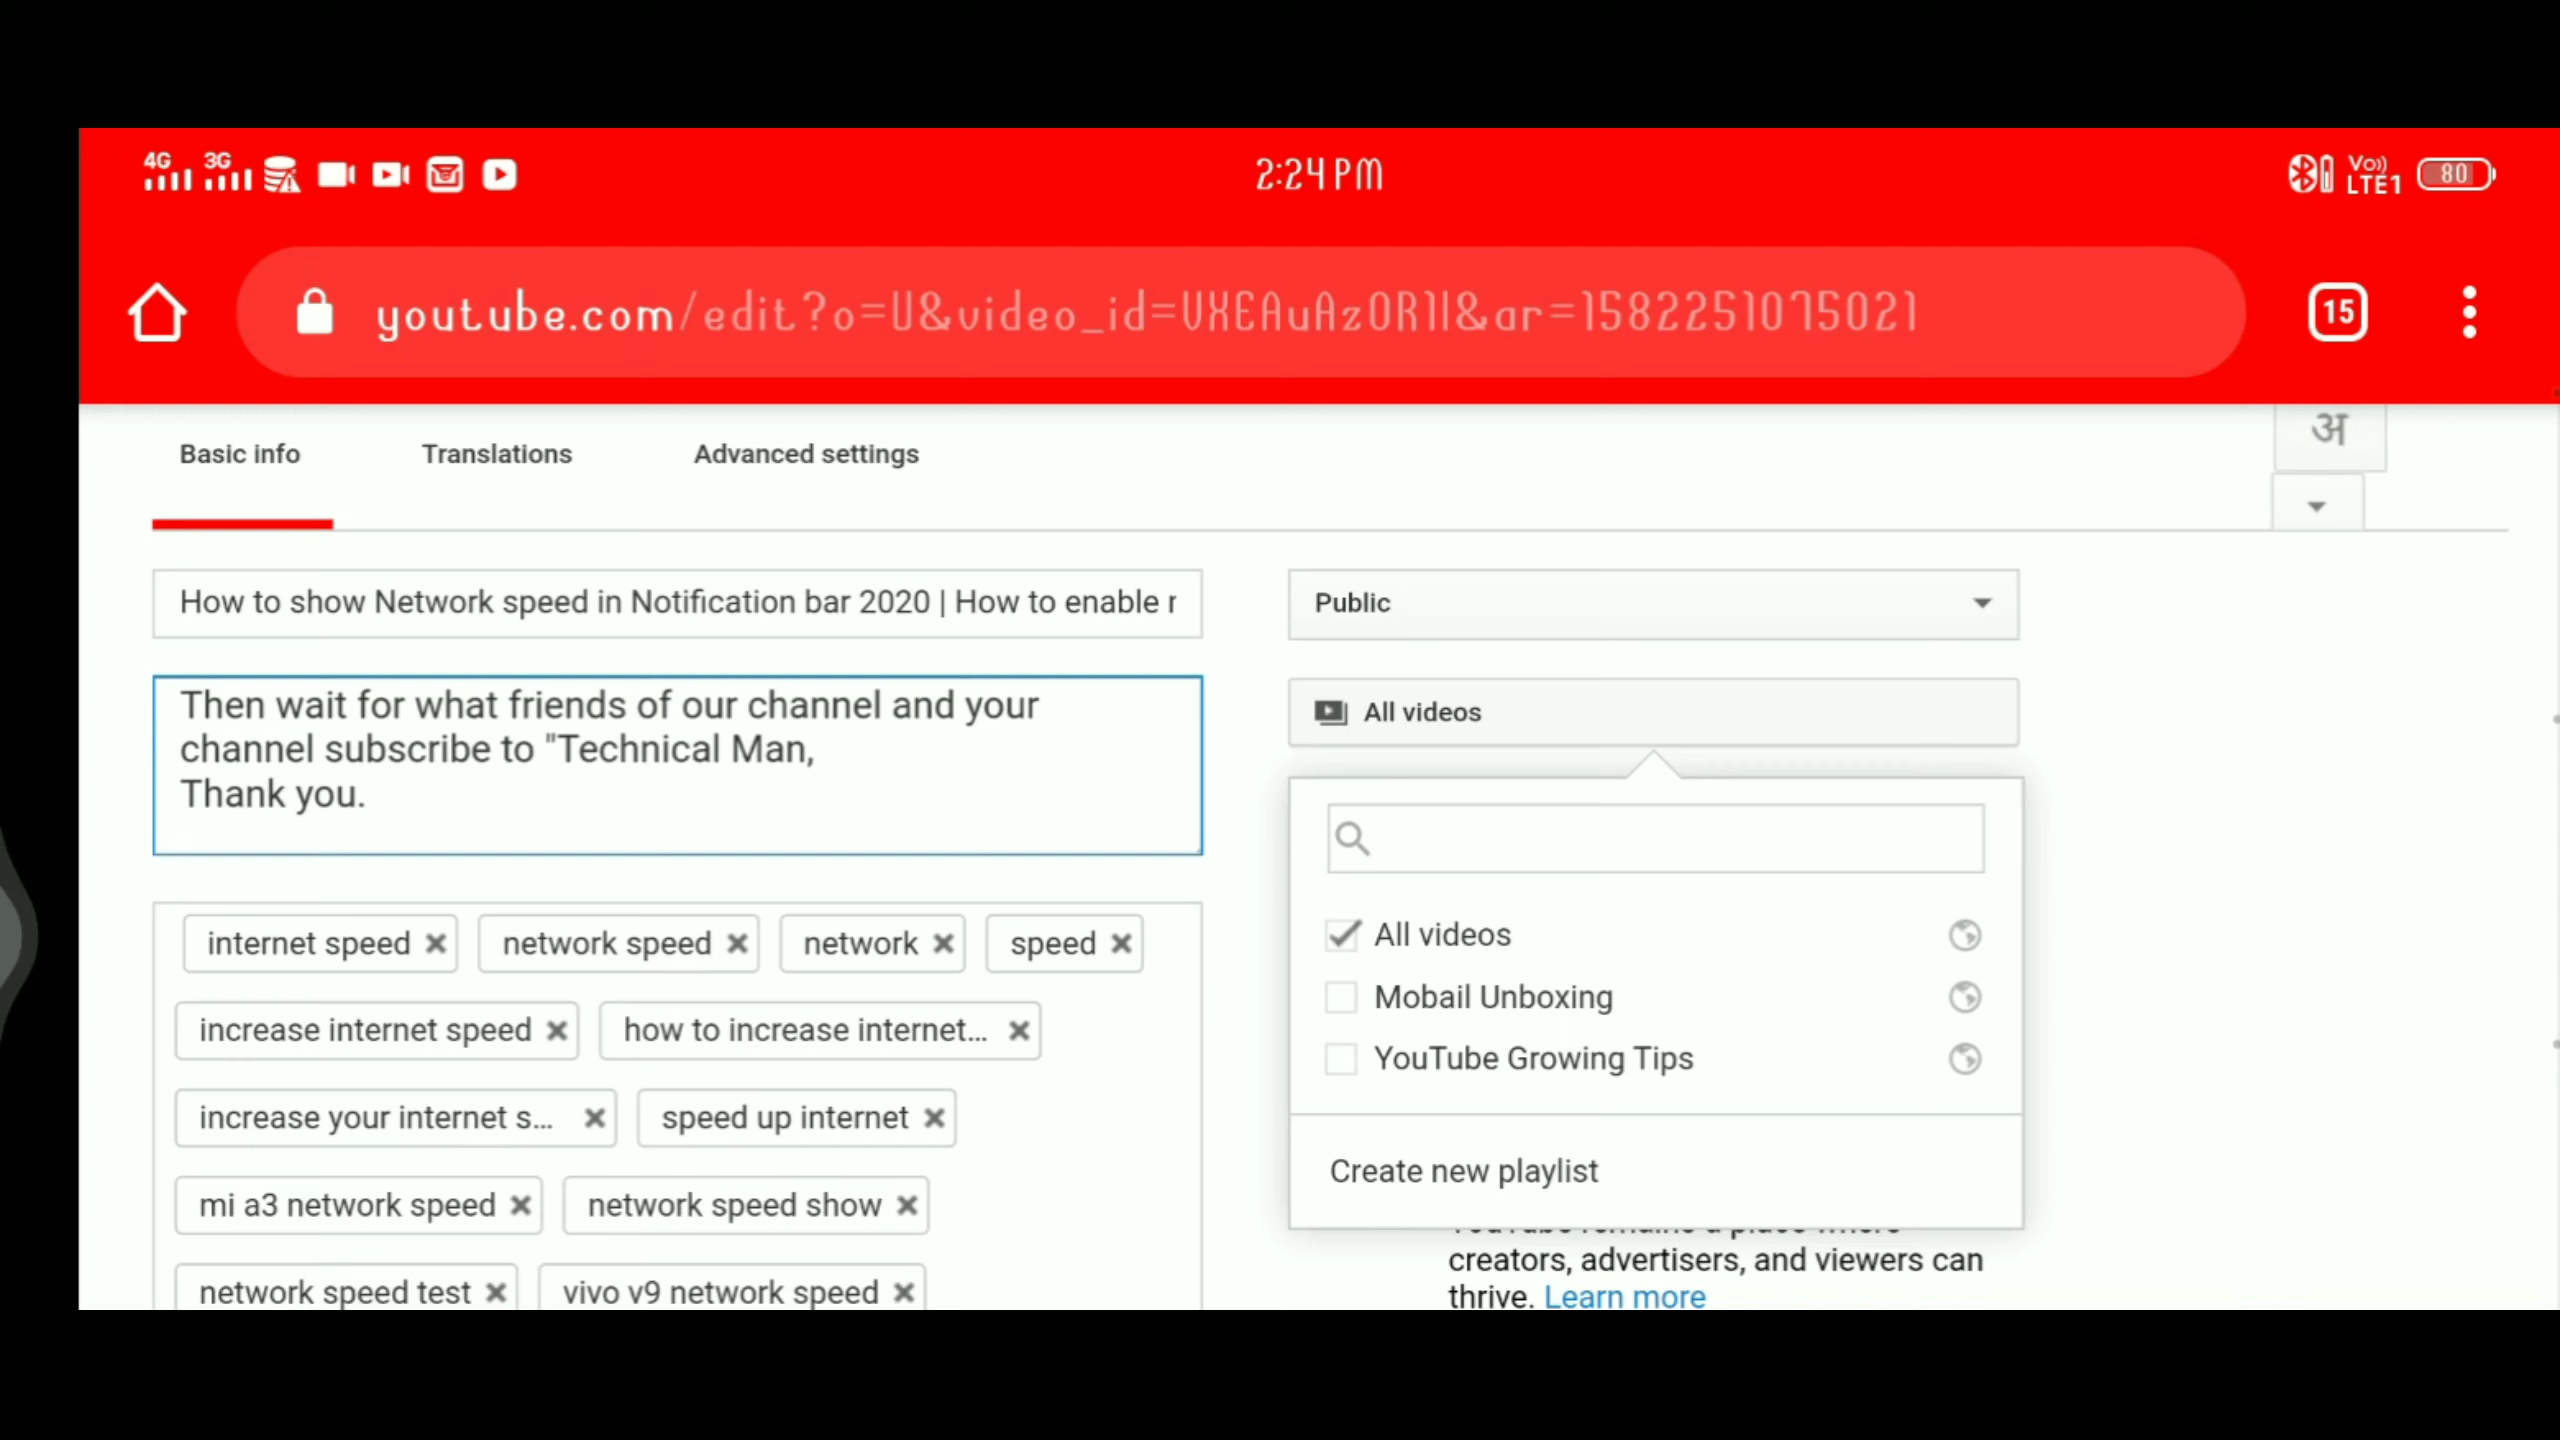 4G 3G 2:24 PM Vo)) LTE1 80
youtube.com/edit?o=U&video_id=VXEAuAzOR1I&ar=1582251075021 15
Basic info Translations Advanced settings अ
How to show Network speed in Notification bar 2020 | How to enable
Public
Then wait for what friends of our channel and your
channel subscribe to "Technical Man,
Thank you.
All videos
internet speed network speed network speed
increase internet speed how to increase internet...
increase your internet s... speed up internet
mi a3 network speed network speed show
network speed test vivo v9 network speed
All videos
Mobail Unboxing
YouTube Growing Tips
Create new playlist
creators, advertisers, and viewers can
thrive. Learn more